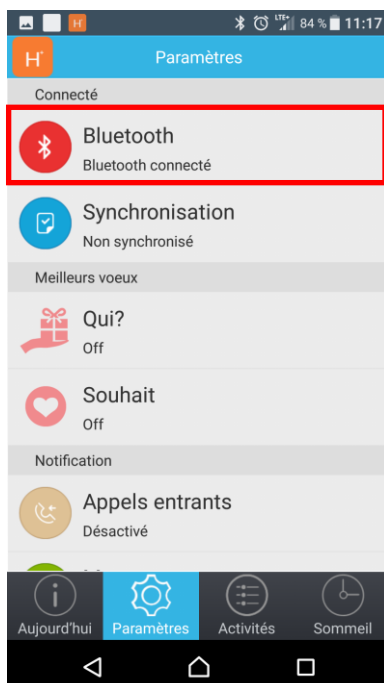 H LTE+ 84 % 11:17
H Paramètres
Connecté
Bluetooth
Bluetooth connecté
Synchronisation
Non synchronisé
Meilleurs voeux
Qui?
Off
Souhait
Off
Notification
Appels entrants
Désactivé
Aujourd'hui Paramètres Activités Sommeil